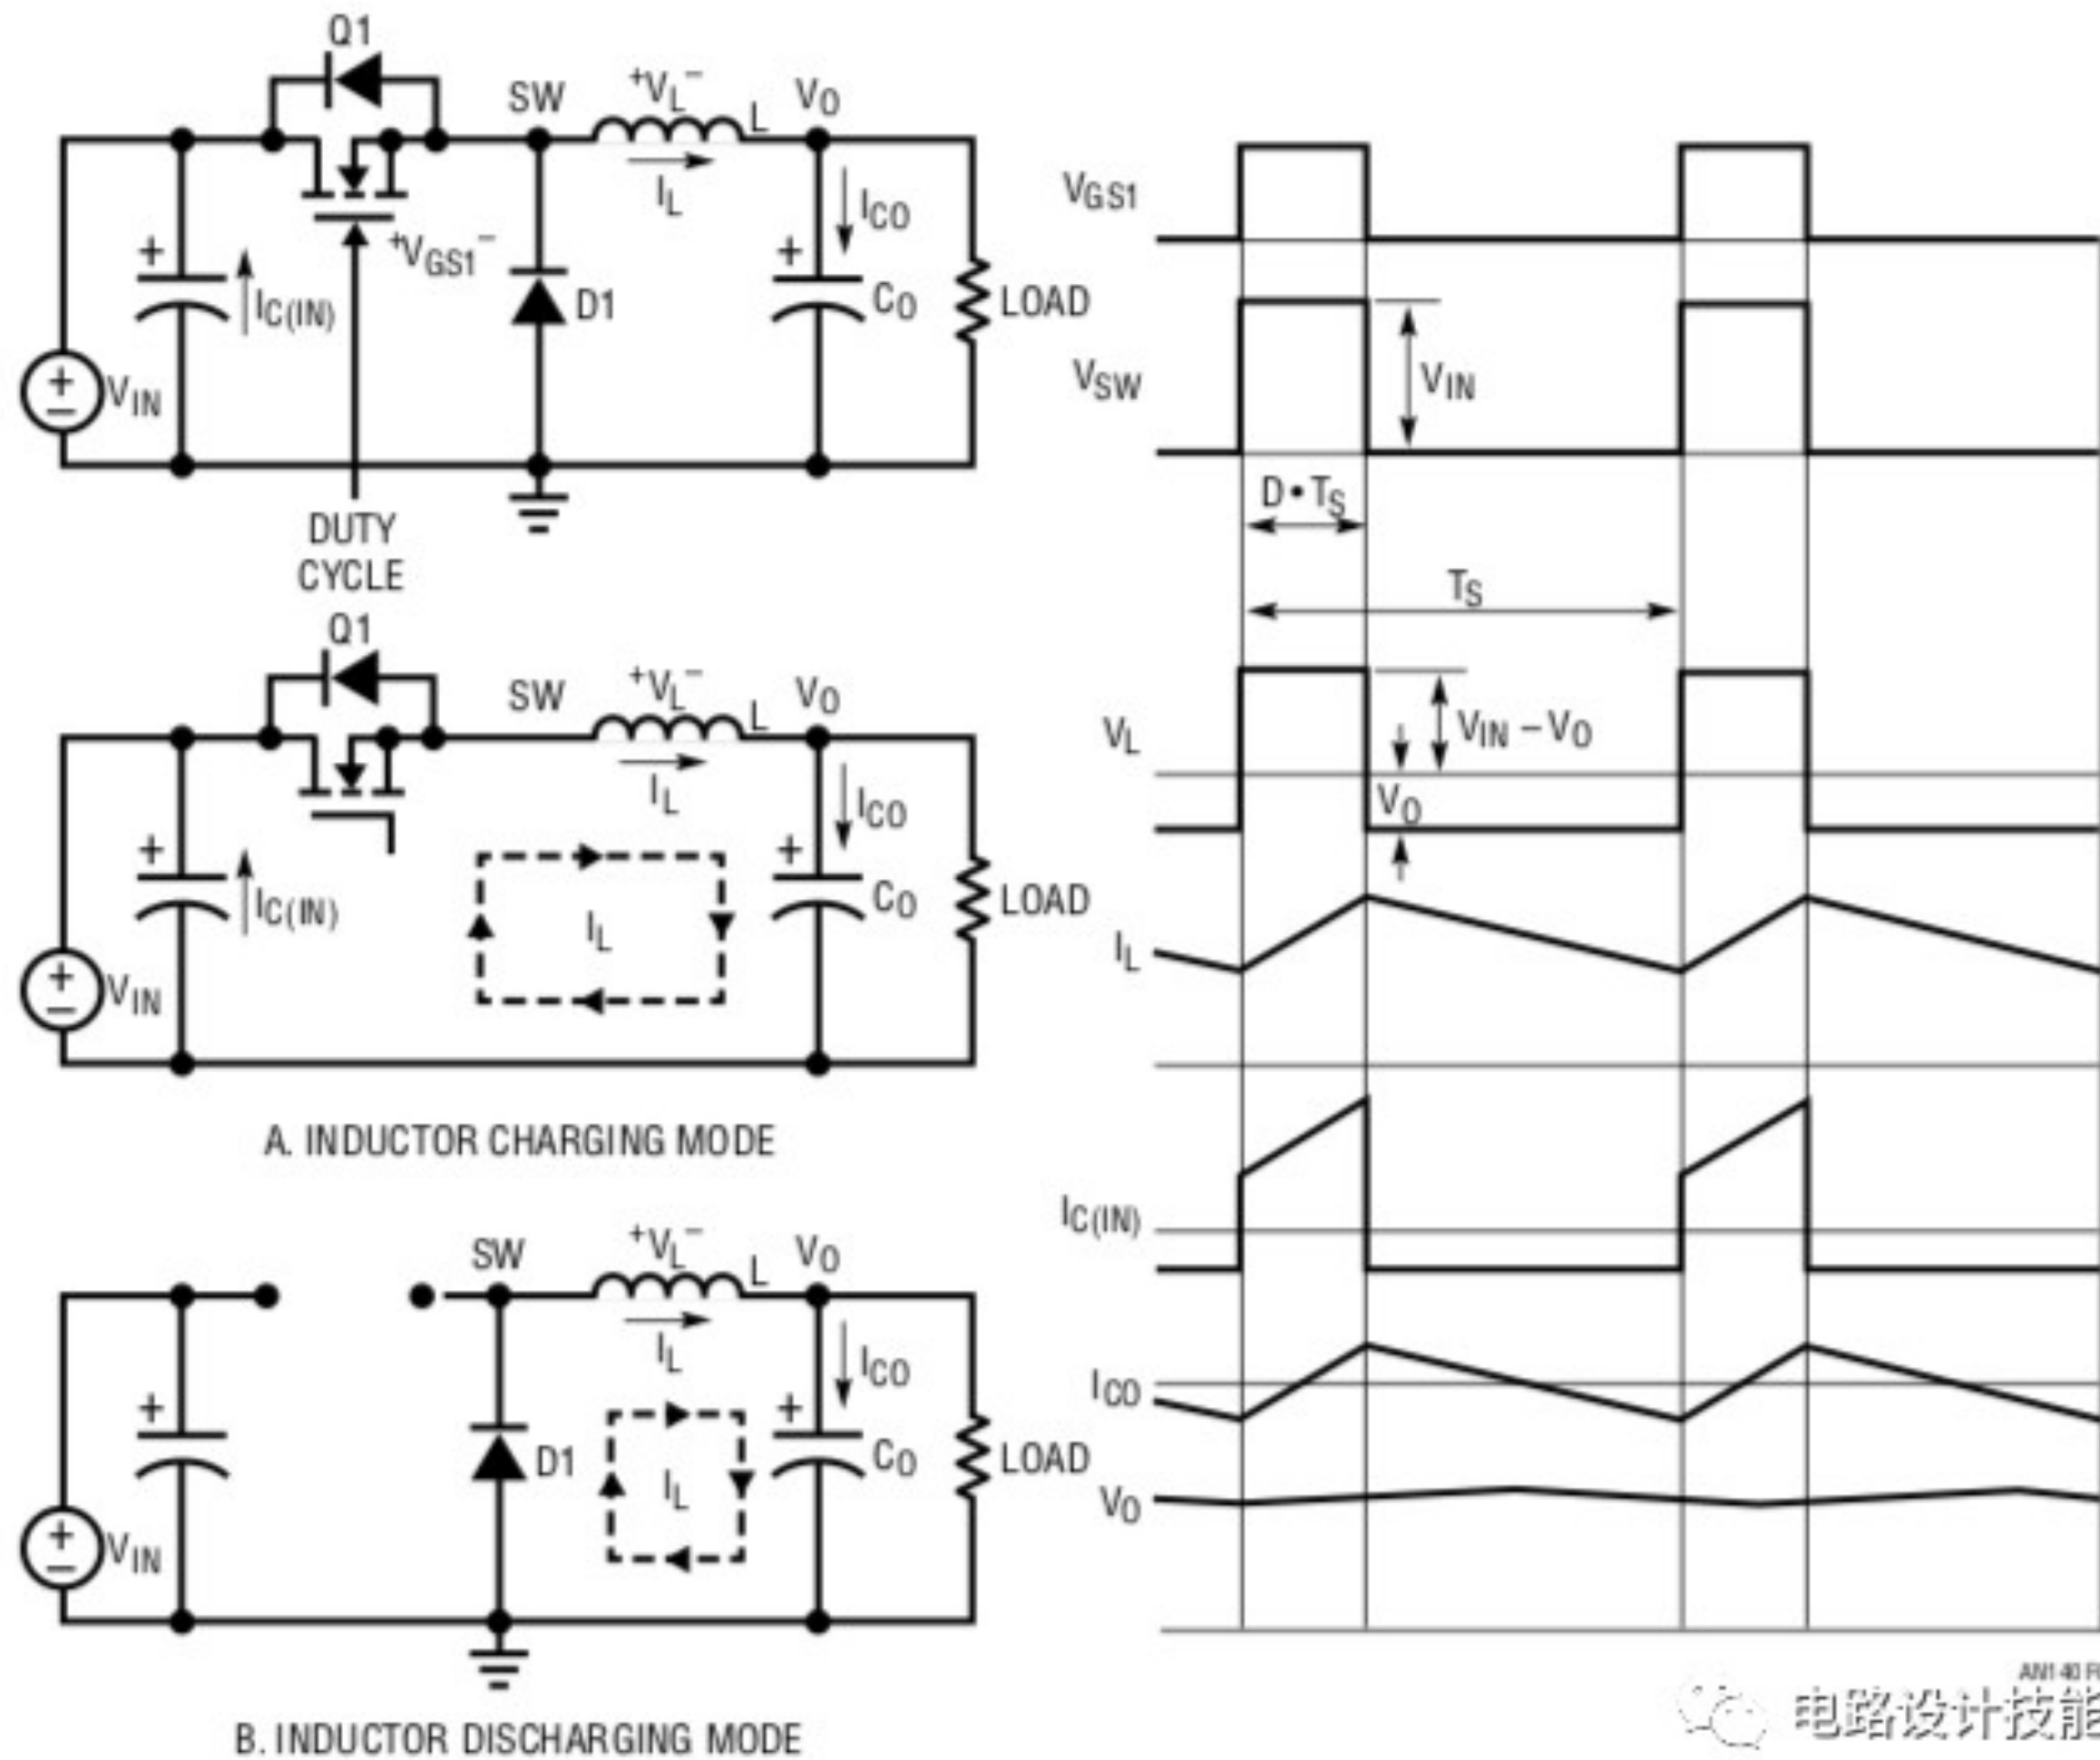 Q1
SW
+VL−
L
VO
IL
ICO
+
IC(IN)
+VGS1−
D1
+
CO
LOAD
+
−
VIN
DUTY
CYCLE
Q1
SW
+VL−
L
VO
IL
ICO
+
IC(IN)
IL
+
CO
LOAD
+
−
VIN
A. INDUCTOR CHARGING MODE
SW
+VL−
L
VO
IL
ICO
+
D1
IL
+
CO
LOAD
+
−
VIN
B. INDUCTOR DISCHARGING MODE
VGS1
VSW
VIN
D•TS
TS
VL
VIN −VO
VO
IL
IC(IN)
ICO
VO
AN140
电路设计技能